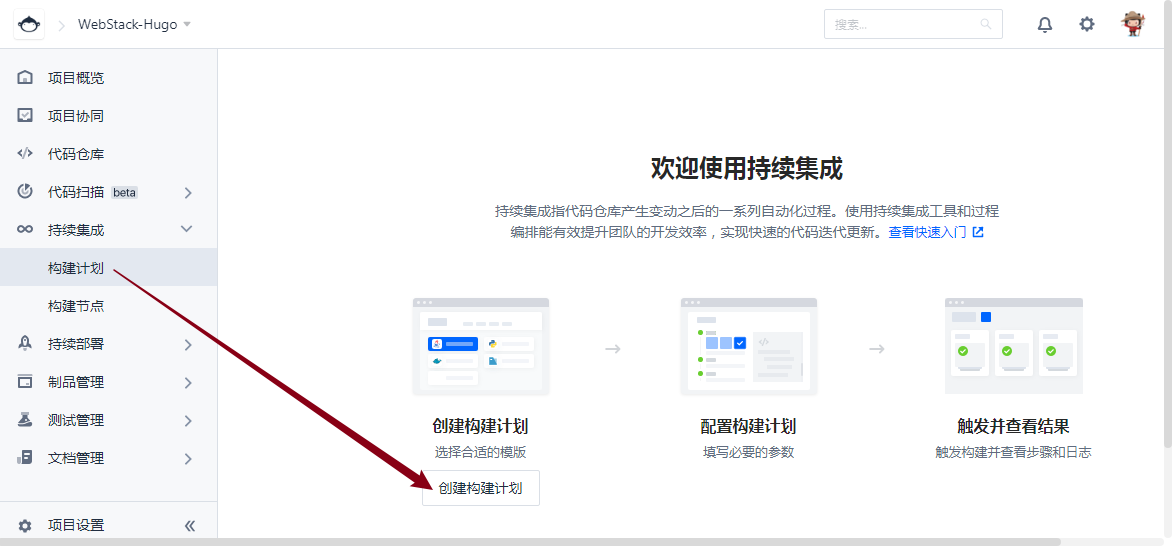 WebStack-Hugo
搜索...
项目概览
项目协同
代码仓库
代码扫描 beta
持续集成
构建计划
构建节点
持续部署
制品管理
测试管理
文档管理
项目设置
欢迎使用持续集成
持续集成指代码仓库产生变动之后的一系列自动化过程。使用持续集成工具和过程
编排能有效提升团队的开发效率，实现快速的代码迭代更新。查看快速入门
创建构建计划
选择合适的模版
创建构建计划
配置构建计划
填写必要的参数
触发并查看结果
触发构建并查看步骤和日志